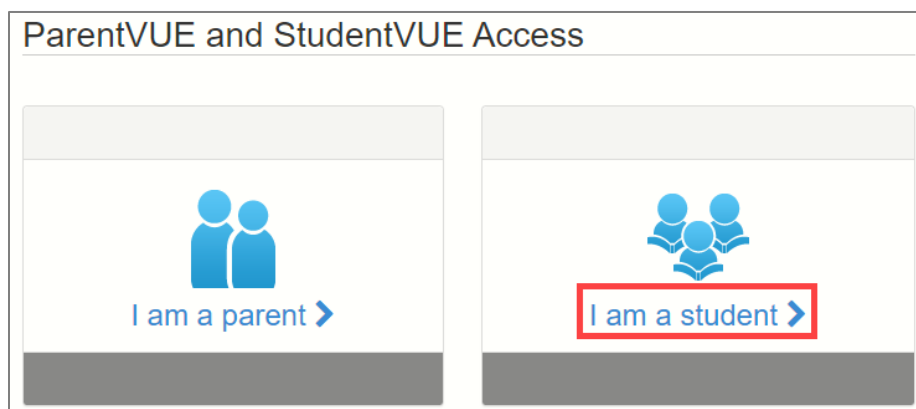 ParentVUE and StudentVUE Access
I am a parent
I am a student